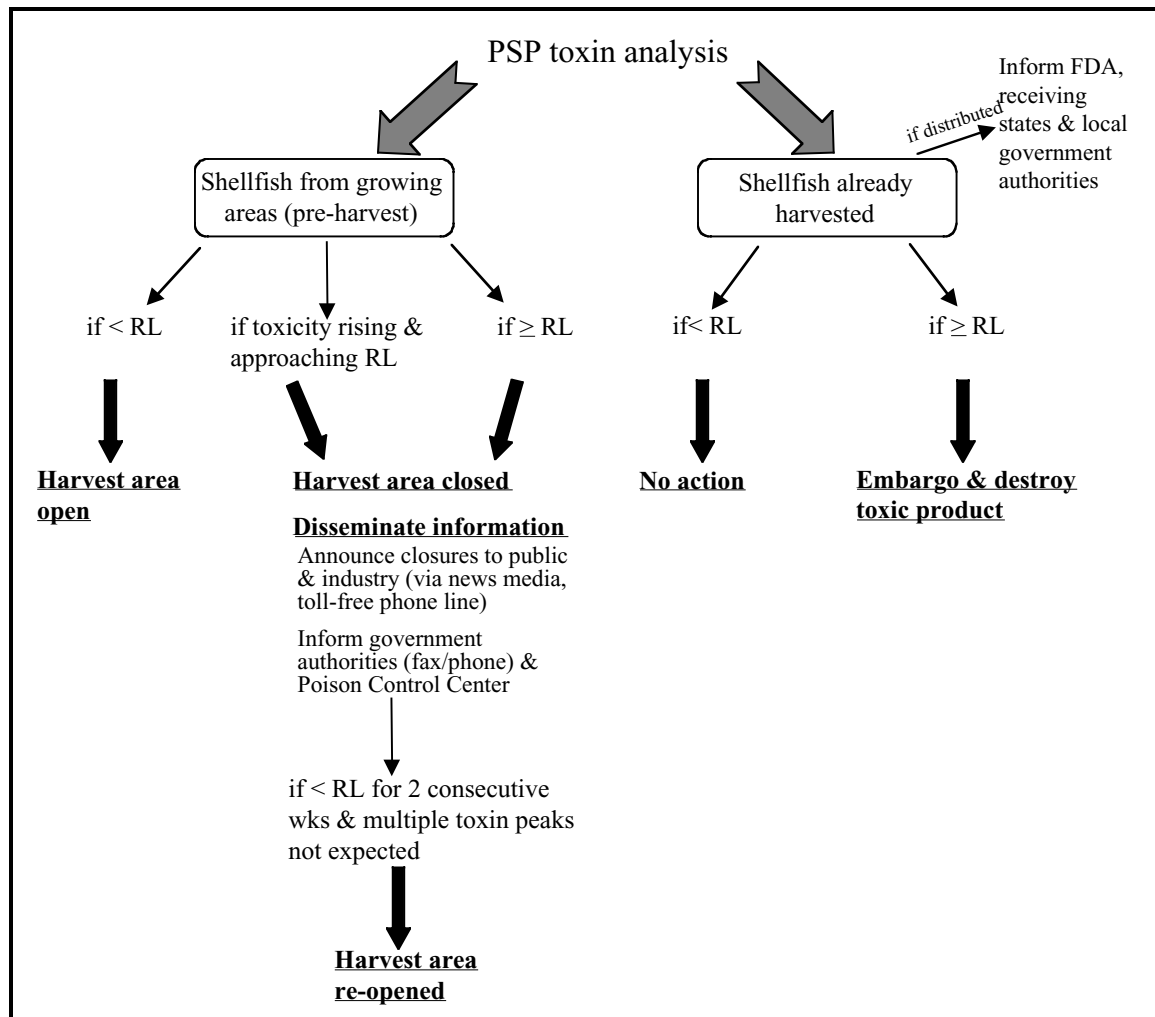 PSP toxin analysis
Inform FDA,
receiving
states & local
government
authorities
if distributed
Shellfish from growing
areas (pre-harvest)
Shellfish already
harvested
if < RL
if toxicity rising &
approaching RL
if ≥ RL
if< RL
if ≥ RL
Harvest area
open
Harvest area closed
No action
Embargo & destroy
toxic product
Disseminate information
Announce closures to public
& industry (via news media,
toll-free phone line)
Inform government
authorities (fax/phone) &
Poison Control Center
if < RL for 2 consecutive
wks & multiple toxin peaks
not expected
Harvest area
re-opened